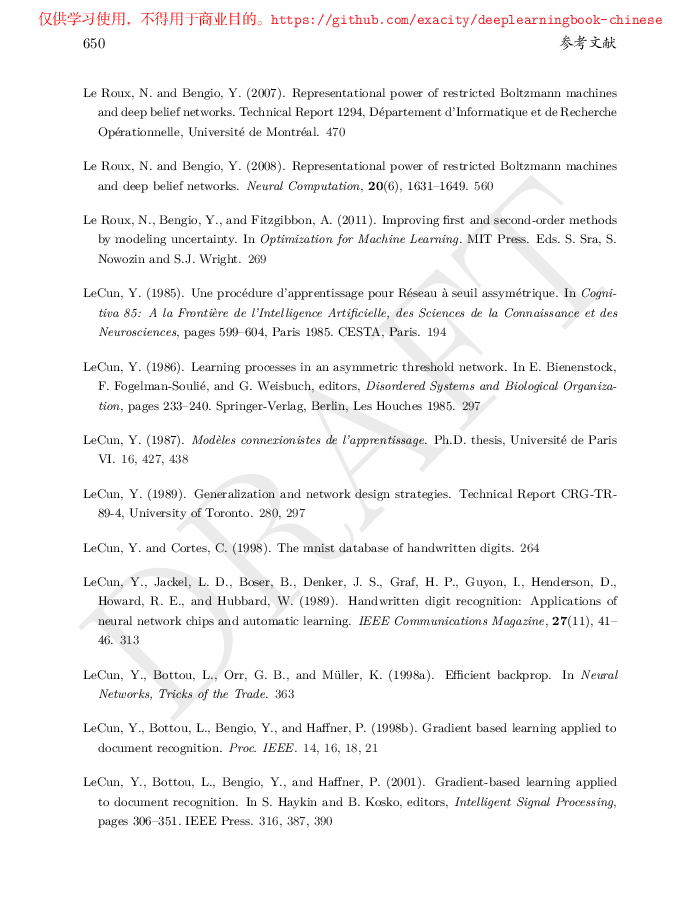 仅供学习使用，不得用于商业目的。https://github.com/exacity/deeplearningbook-chinese
650 参考文献
Le Roux, N. and Bengio, Y. (2007). Representational power of restricted Boltzmann machines
and deep belief networks. Technical Report 1294, Département d'Informatique et de Recherche
Opérationnelle, Université de Montréal. 470
Le Roux, N. and Bengio, Y. (2008). Representational power of restricted Boltzmann machines
and deep belief networks. Neural Computation, 20(6), 1631–1649. 560
Le Roux, N., Bengio, Y., and Fitzgibbon, A. (2011). Improving first and second-order methods
by modeling uncertainty. In Optimization for Machine Learning. MIT Press. Eds. S. Sra, S.
Nowozin and S.J. Wright. 269
LeCun, Y. (1985). Une procédure d'apprentissage pour Réseau à seuil assymétrique. In Cogni-
tiva 85: A la Frontière de l'Intelligence Artificielle, des Sciences de la Connaissance et des
Neurosciences, pages 599–604, Paris 1985. CESTA, Paris. 194
LeCun, Y. (1986). Learning processes in an asymmetric threshold network. In E. Bienenstock,
F. Fogelman-Soulié, and G. Weisbuch, editors, Disordered Systems and Biological Organiza-
tion, pages 233–240. Springer-Verlag, Berlin, Les Houches 1985. 297
LeCun, Y. (1987). Modèles connexionistes de l'apprentissage. Ph.D. thesis, Université de Paris
VI. 16, 427, 438
LeCun, Y. (1989). Generalization and network design strategies. Technical Report CRG-TR-
89-4, University of Toronto. 280, 297
LeCun, Y. and Cortes, C. (1998). The mnist database of handwritten digits. 264
LeCun, Y., Jackel, L. D., Boser, B., Denker, J. S., Graf, H. P., Guyon, I., Henderson, D.,
Howard, R. E., and Hubbard, W. (1989). Handwritten digit recognition: Applications of
neural network chips and automatic learning. IEEE Communications Magazine, 27(11), 41–
46. 313
LeCun, Y., Bottou, L., Orr, G. B., and Müller, K. (1998a). Efficient backprop. In Neural
Networks, Tricks of the Trade. 363
LeCun, Y., Bottou, L., Bengio, Y., and Haffner, P. (1998b). Gradient based learning applied to
document recognition. Proc. IEEE. 14, 16, 18, 21
LeCun, Y., Bottou, L., Bengio, Y., and Haffner, P. (2001). Gradient-based learning applied
to document recognition. In S. Haykin and B. Kosko, editors, Intelligent Signal Processing,
pages 306–351. IEEE Press. 316, 387, 390
DRAFT